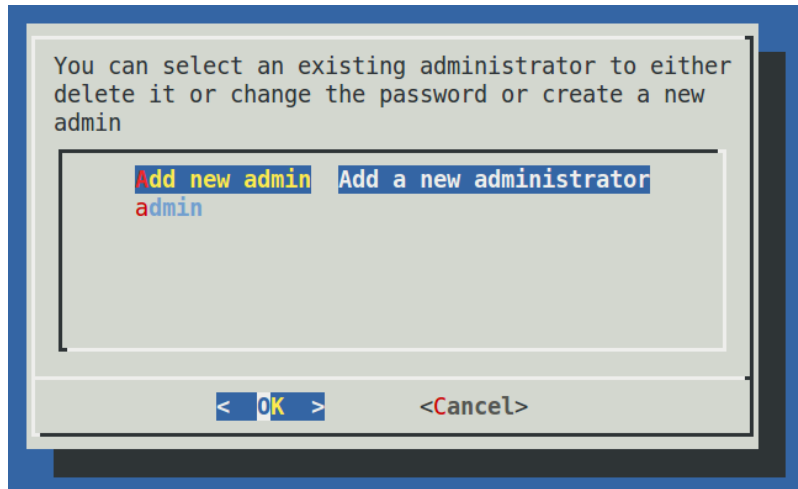 You can select an existing administrator to either
delete it or change the password or create a new
admin
Add new admin  Add a new administrator
admin
<  OK  >        <Cancel>